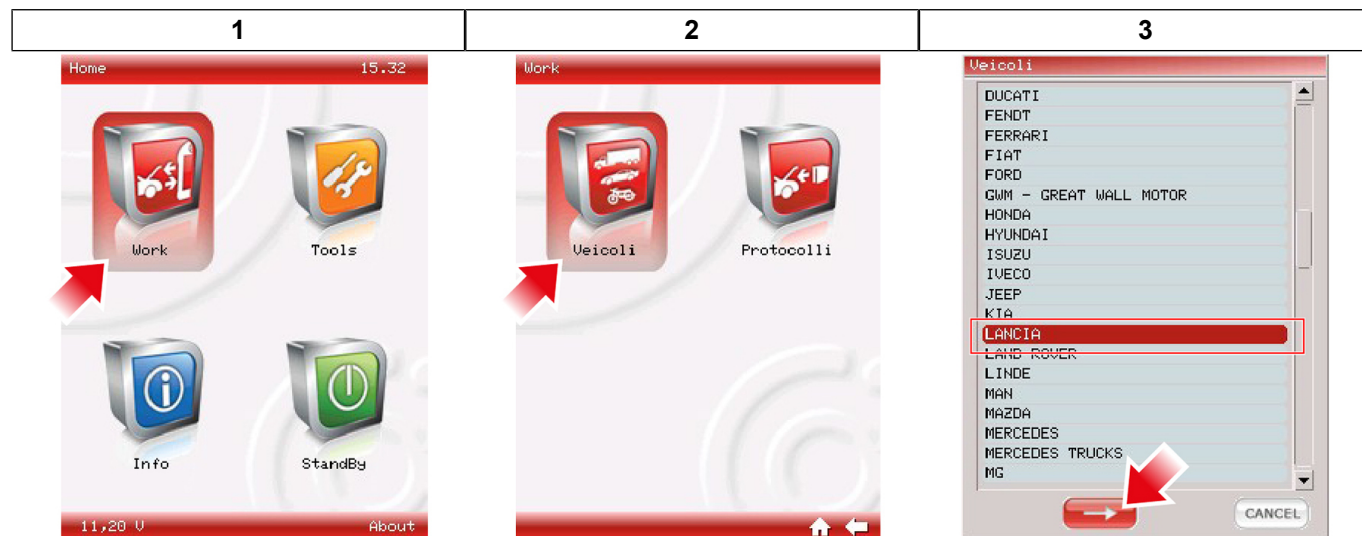 1 2 3
Home 15.32
Work Tools
Info StandBy
11,20 V About
Work
Veicoli Protocolli
Veicoli
DUCATI
FENDT
FERRARI
FIAT
FORD
GWM - GREAT WALL MOTOR
HONDA
HYUNDAI
ISUZU
IVECO
JEEP
KIA
LANCIA
LAND ROVER
LINDE
MAN
MAZDA
MERCEDES
MERCEDES TRUCKS
MG
CANCEL